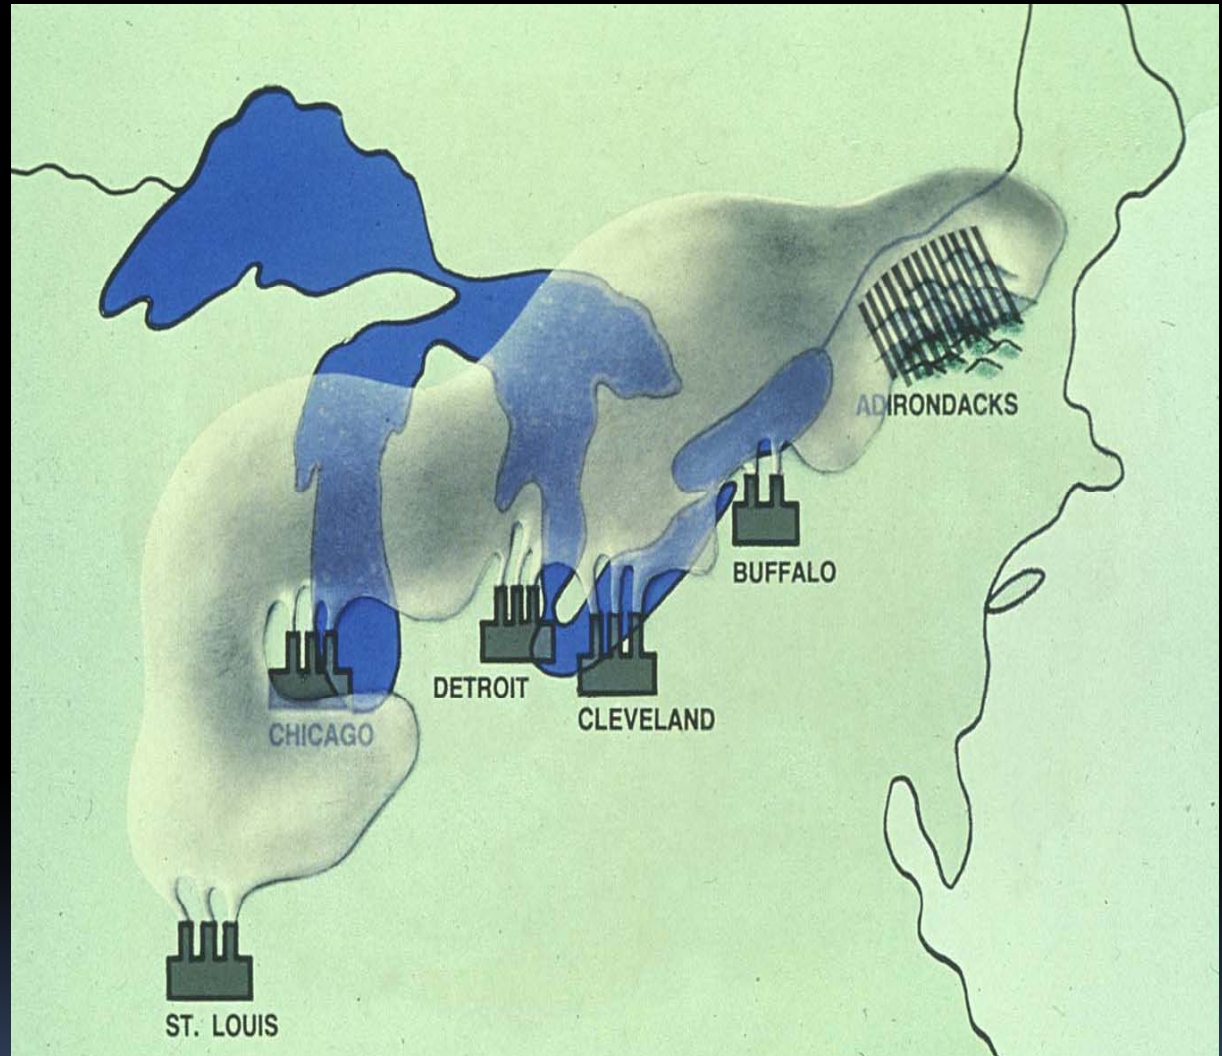 ADIRONDACKS
BUFFALO
DETROIT
CLEVELAND
CHICAGO
ST. LOUIS